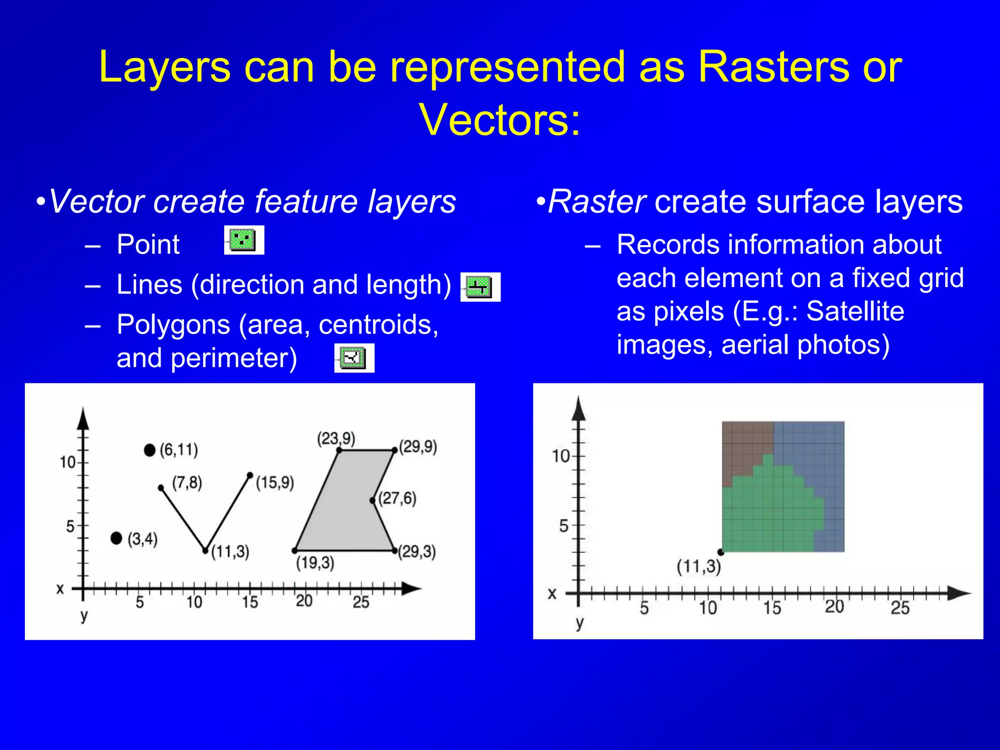 Layers can be represented as Rasters or
Vectors:
•Vector create feature layers
– Point
– Lines (direction and length)
– Polygons (area, centroids,
and perimeter)
•Raster create surface layers
– Records information about
each element on a fixed grid
as pixels (E.g.: Satellite
images, aerial photos)
(23,9)
(6,11)
(29,9)
10
(7,8)
(15,9)
(27,6)
5
(3,4)
(11,3)
(29,3)
(19,3)
x
5 10 15 20 25
y
10
5
(11,3)
x
5 10 15 20 25
y